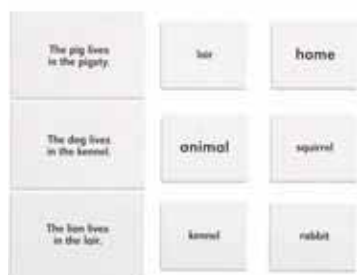 The pig lives
in the pigsty.
lair
home
The dog lives
in the kennel.
animal
squirrel
The lion lives
in the lair.
kennel
rabbit